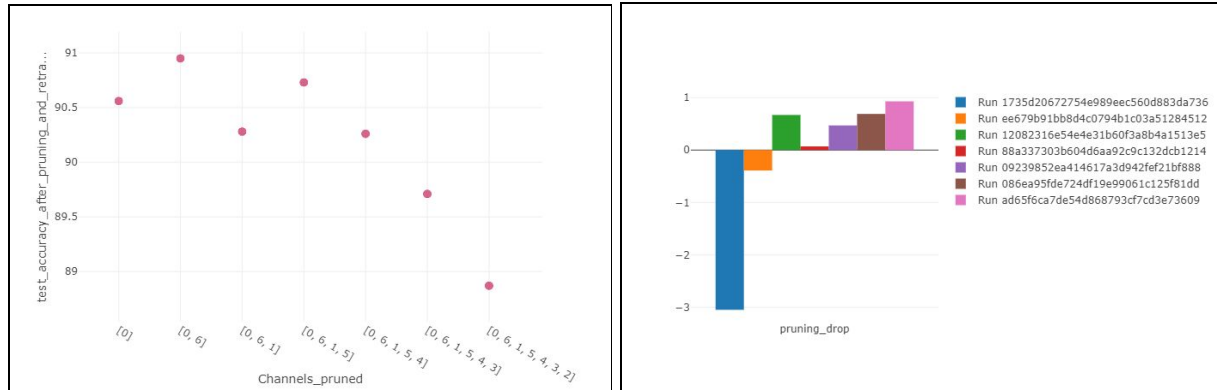 test_accuracy_after_pruning_and_retra...
91
90.5
90
89.5
89
[0]
[0, 6]
[0, 6, 1]
[0, 6, 1, 5]
[0, 6, 1, 5, 4]
[0, 6, 1, 5, 4, 3]
[0, 6, 1, 5, 4, 3, 2]
Channels_pruned
1
0
−1
−2
−3
pruning_drop
Run 1735d20672754e989eec560d883da736
Run ee679b91bb8d4c0794b1c03a51284512
Run 12082316e54e4e31b60f3a8b4a1513e5
Run 88a337303b604d6aa92c9c132dcb1214
Run 09239852ea414617a3d942fef21bf888
Run 086ea95fde724df19e99061c125f81dd
Run ad65f6ca7de54d868793cf7cd3e73609